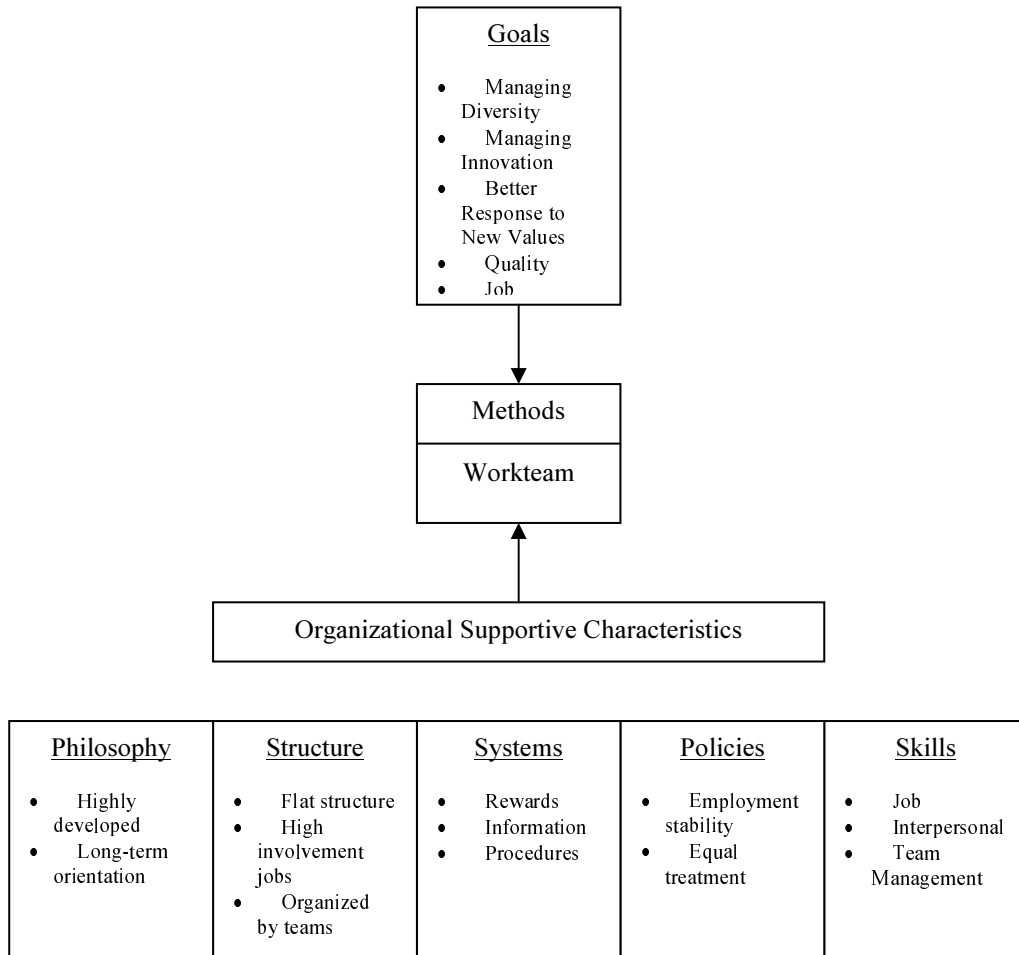 Goals
• Managing
Diversity
• Managing
Innovation
• Better
Response to
New Values
• Quality
• Job
Methods
Workteam
Organizational Supportive Characteristics
Philosophy
• Highly
developed
• Long-term
orientation
Structure
• Flat structure
• High
involvement
jobs
• Organized
by teams
Systems
• Rewards
• Information
• Procedures
Policies
• Employment
stability
• Equal
treatment
Skills
• Job
• Interpersonal
• Team
Management